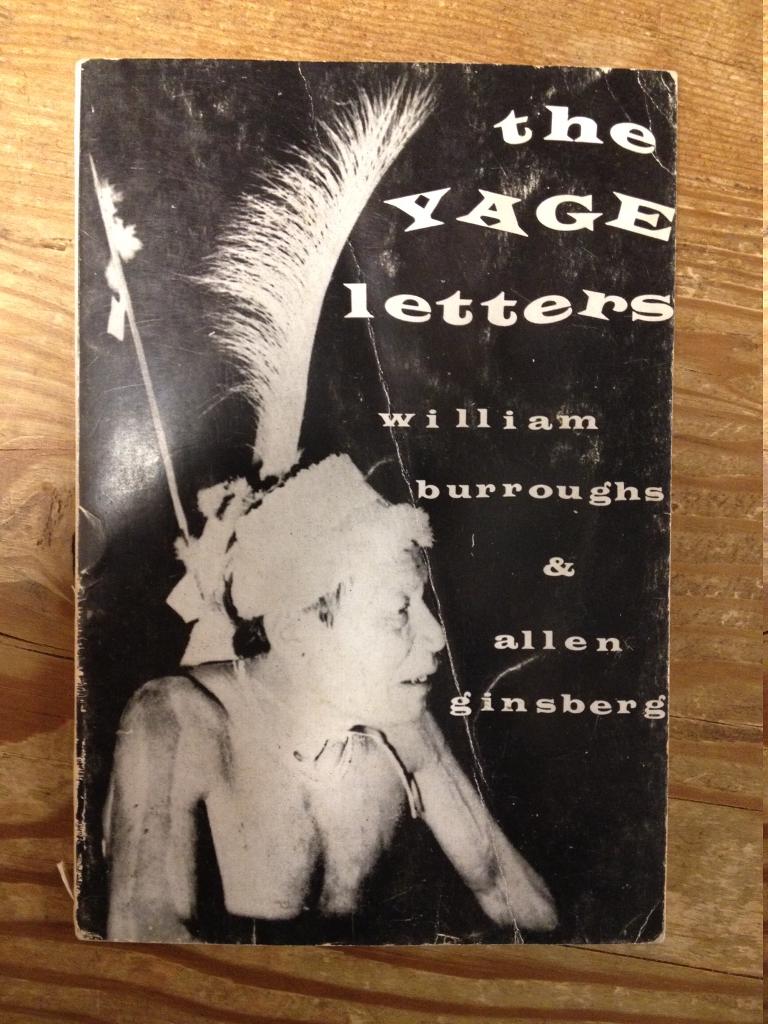 the
YAGE
letters
william
burroughs
&
allen
ginsberg